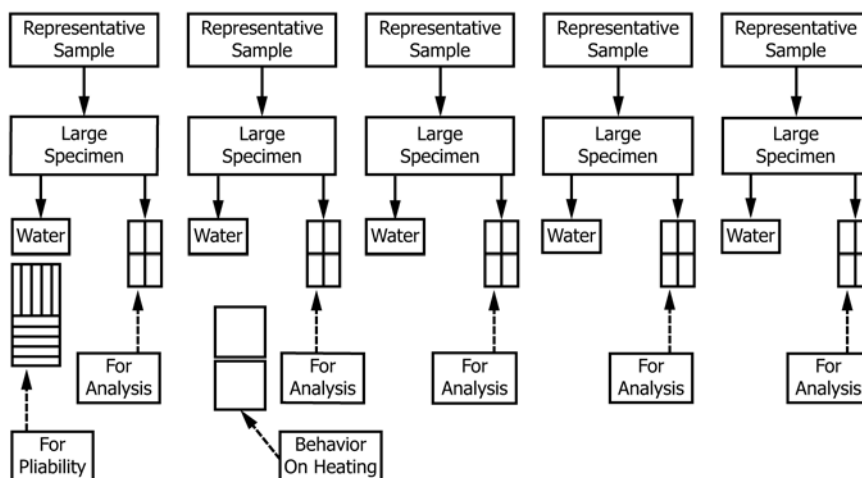 Representative
Sample
Representative
Sample
Representative
Sample
Representative
Sample
Representative
Sample
Large
Specimen
Large
Specimen
Large
Specimen
Large
Specimen
Large
Specimen
Water
Water
Water
Water
Water
For
Analysis
For
Analysis
For
Analysis
For
Analysis
For
Analysis
For
Pliability
Behavior
On Heating